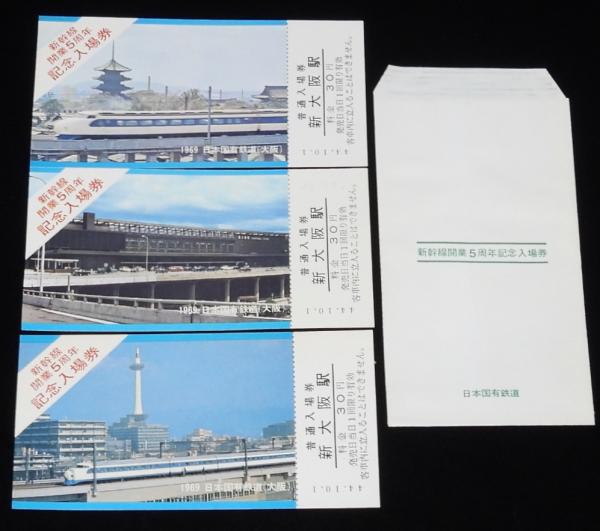 新幹線
開業5周年
記念入場券
1969 日本国有鉄道(大阪)
普通入場券
新大阪駅
料金 30円
発売日当日1回限り有効
客車内に立入ることはできません。
44.10.1
新幹線
開業5周年
記念入場券
1969 日本国有鉄道(大阪)
普通入場券
新大阪駅
料金 30円
発売日当日1回限り有効
客車内に立入ることはできません。
44.10.1
新幹線
開業5周年
記念入場券
1969 日本国有鉄道(大阪)
普通入場券
新大阪駅
料金 30円
発売日当日1回限り有効
客車内に立入ることはできません。
44.10.1
新幹線開業5周年記念入場券
日本国有鉄道